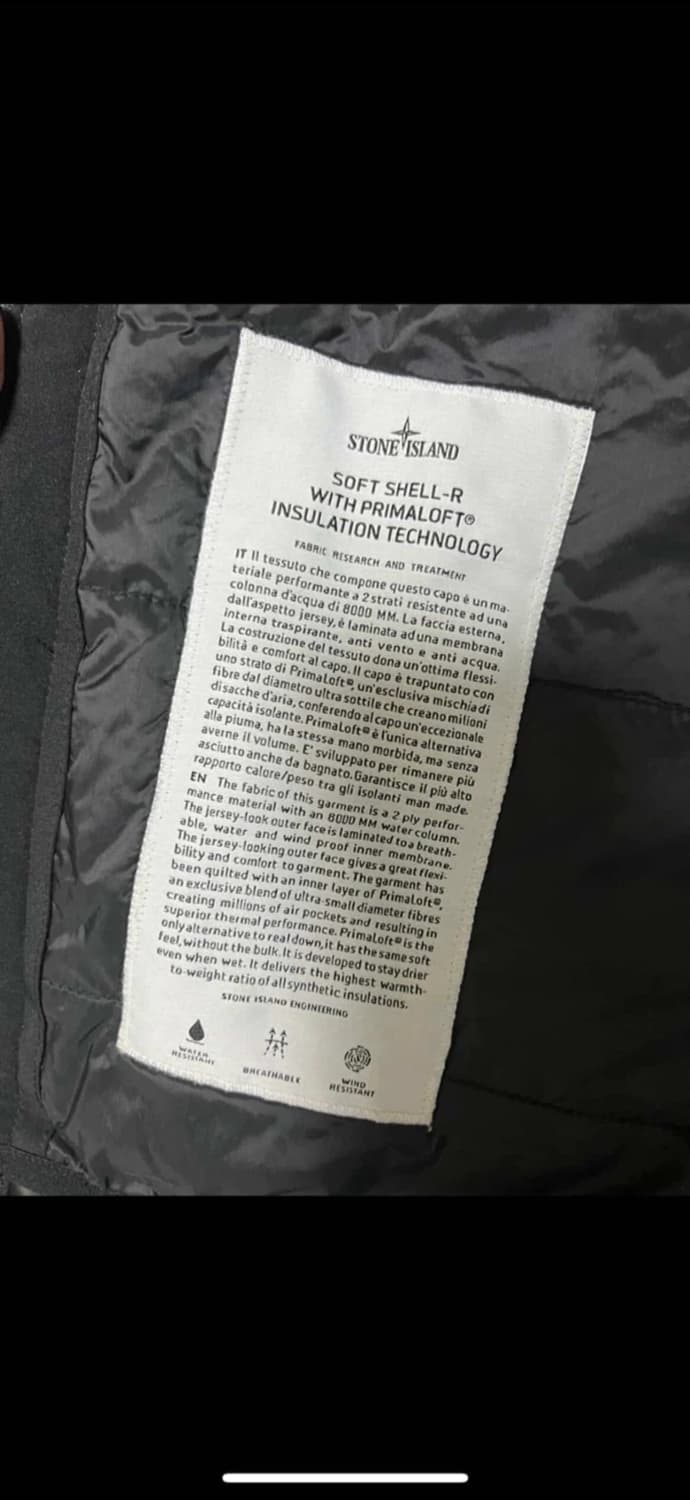 STONE ISLAND
SOFT SHELL-R
WITH PRIMALOFT®
INSULATION TECHNOLOGY
FABRIC RESEARCH AND TREATMENT
IT Il tessuto che compone questo capo è un ma-
teriale performante a 2 strati resistente ad una
colonna d'acqua di 8000 MM. La faccia esterna,
dall'aspetto jersey, è laminata ad una membrana
interna traspirante, anti vento e anti acqua.
La costruzione del tessuto dona un'ottima flessi-
bilità e comfort al capo. Il capo è trapuntato con
uno strato di PrimaLoft®, un'esclusiva mischia di
fibre dal diametro ultra sottile che creano milioni
di sacche d'aria, conferendo al capo un'eccezionale
capacità isolante. PrimaLoft® è l'unica alternativa
alla piuma, ha la stessa mano morbida, ma senza
averne il volume. E' sviluppato per rimanere più
asciutto anche da bagnato. Garantisce il più alto
rapporto calore/peso tra gli isolanti man made.
EN The fabric of this garment is a 2 ply perfor-
mance material with an 8000 MM water column.
The jersey-look outer face is laminated to a breath-
able, water and wind proof inner membrane.
The jersey-looking outer face gives a great flexi-
bility and comfort to garment. The garment has
been quilted with an inner layer of PrimaLoft®,
an exclusive blend of ultra-small diameter fibres
creating millions of air pockets and resulting in
superior thermal performance. PrimaLoft® is the
only alternative to real down, it has the same soft
feel, without the bulk. It is developed to stay drier
even when wet. It delivers the highest warmth-
to-weight ratio of all synthetic insulations.
STONE ISLAND ENGINEERING
WATER
RESISTANT
BREATHABLE
WIND
RESISTANT